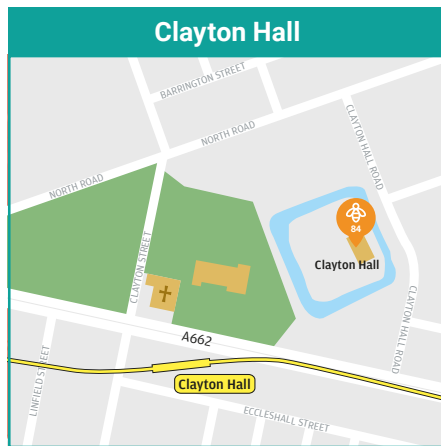 Clayton Hall
BARRINGTON STREET
NORTH ROAD
CLAYTON HALL ROAD
NORTH ROAD
84
Clayton Hall
CLAYTON STREET
CLAYTON HALL ROAD
A662
LINFIELD STREET
Clayton Hall
ECCLESHALL STREET